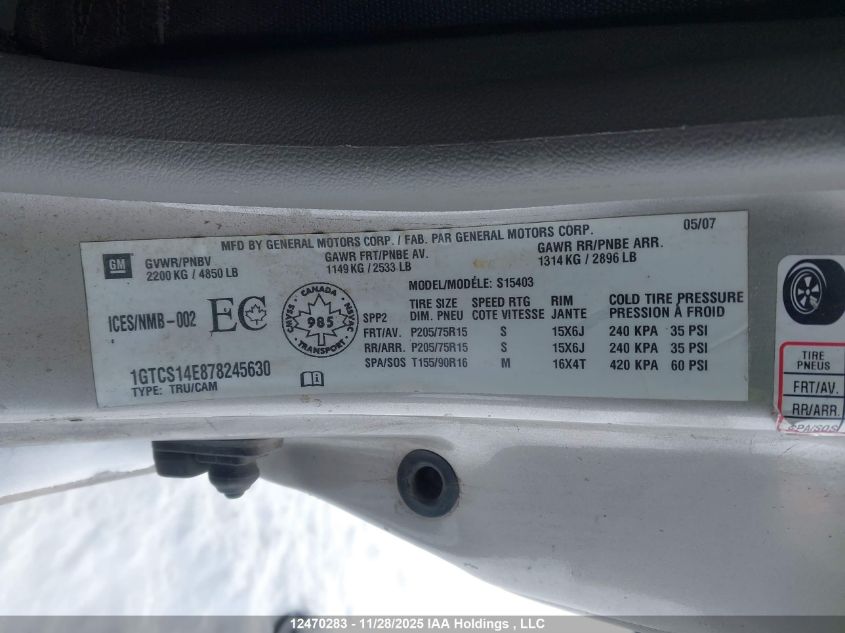 MFD BY GENERAL MOTORS CORP. / FAB. PAR GENERAL MOTORS CORP. 05/07
GM GVWR/PNBV GAWR FRT/PNBE AV. GAWR RR/PNBE ARR.
2200 KG / 4850 LB 1149 KG / 2533 LB 1314 KG / 2896 LB
MODEL/MODÉLE: S15403
ICES/NMB-002 EC
CANADA
985
TRANSPORT
TIRE SIZE SPEED RTG RIM COLD TIRE PRESSURE
SPP2 DIM. PNEU COTE VITESSE JANTE PRESSION À FROID
FRT/AV. P205/75R15 S 15X6J 240 KPA 35 PSI
RR/ARR. P205/75R15 S 15X6J 240 KPA 35 PSI
SPA/SOS T155/90R16 M 16X4T 420 KPA 60 PSI
1GTCS14E878245630
TYPE: TRU/CAM
TIRE
PNEUS
FRT/AV.
RR/ARR.
SPA/SOS
12470283 - 11/28/2025 IAA Holdings , LLC